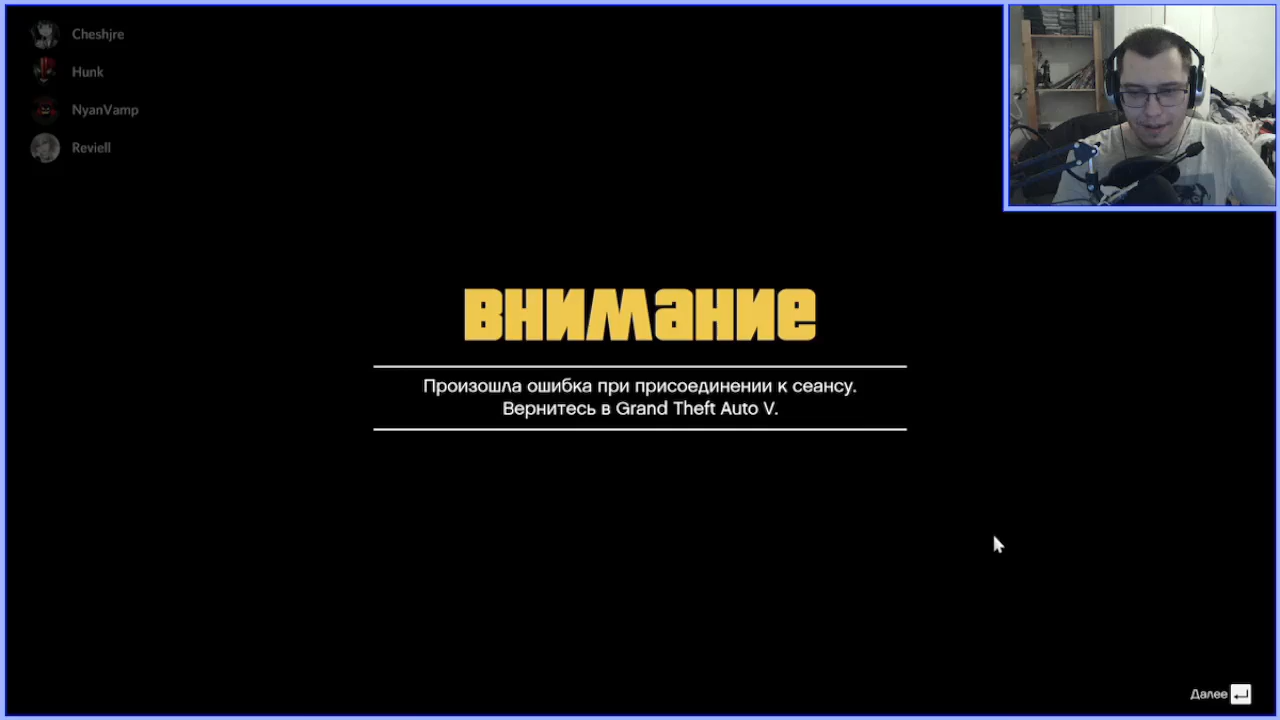 Cheshjre
Hunk
NyanVamp
Reviell
внимание
Произошла ошибка при присоединении к сеансу.
Вернитесь в Grand Theft Auto V.
Далее